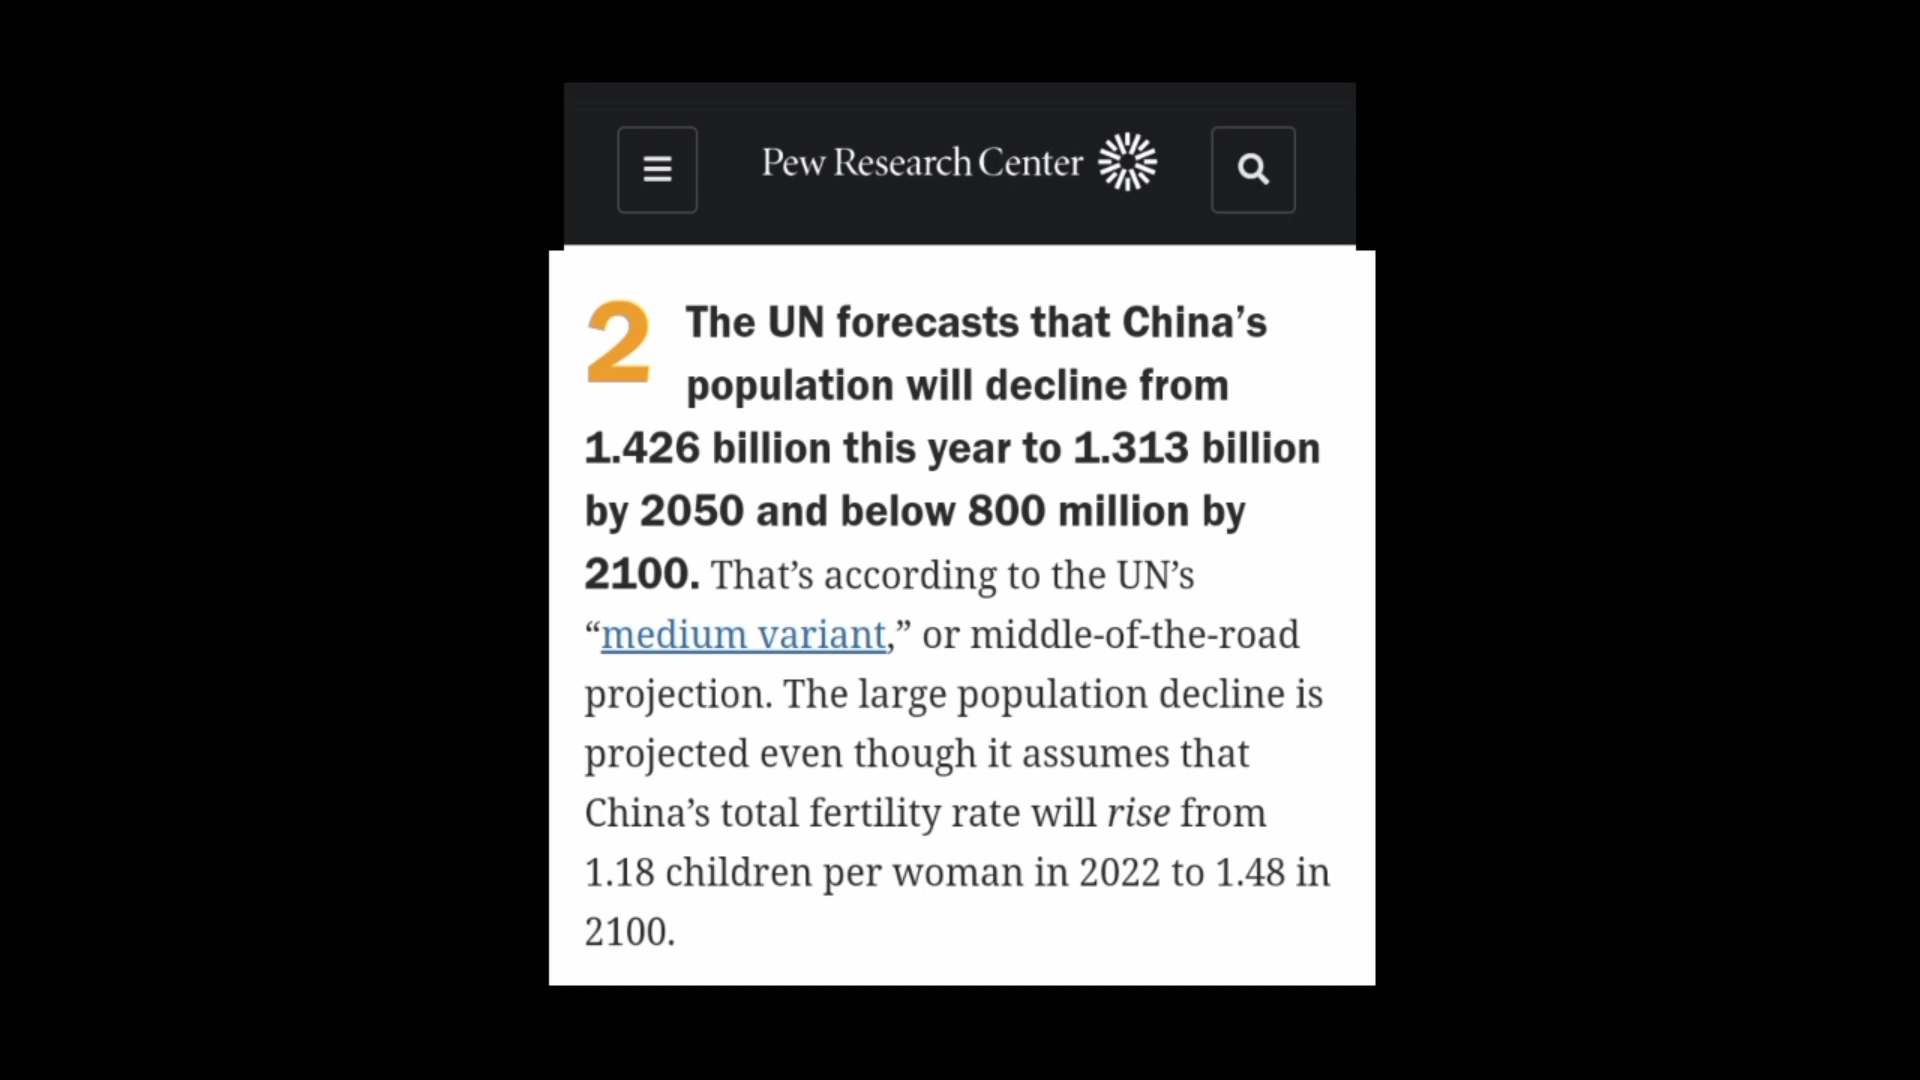 Pew Research Center
2 The UN forecasts that China’s
population will decline from
1.426 billion this year to 1.313 billion
by 2050 and below 800 million by
2100. That’s according to the UN’s
“medium variant,” or middle-of-the-road
projection. The large population decline is
projected even though it assumes that
China’s total fertility rate will rise from
1.18 children per woman in 2022 to 1.48 in
2100.